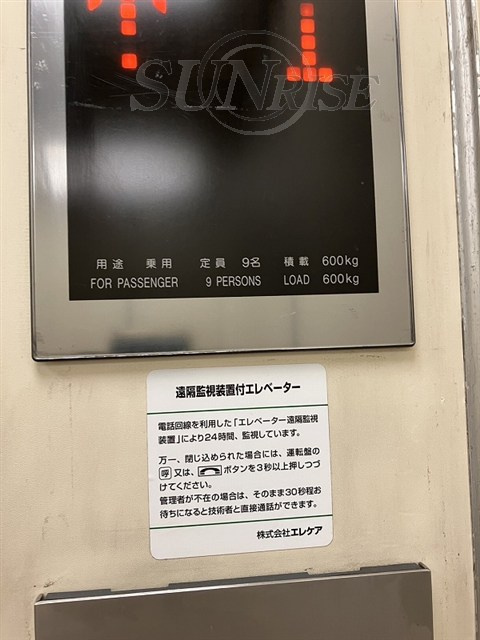 1
SUNRISE
用途 乗用 定員 9名 積載 600kg
FOR PASSENGER 9 PERSONS LOAD 600kg
遠隔監視装置付エレベーター
電話回線を利用した「エレベーター遠隔監視
装置」により24時間、監視しています。
万一、閉じ込められた場合には、運転盤の
呼 又は、 ボタンを3秒以上押しつづ
けてください。
管理者が不在の場合は、そのまま30秒程お
待ちになると技術者と直接通話ができます。
株式会社エレケア